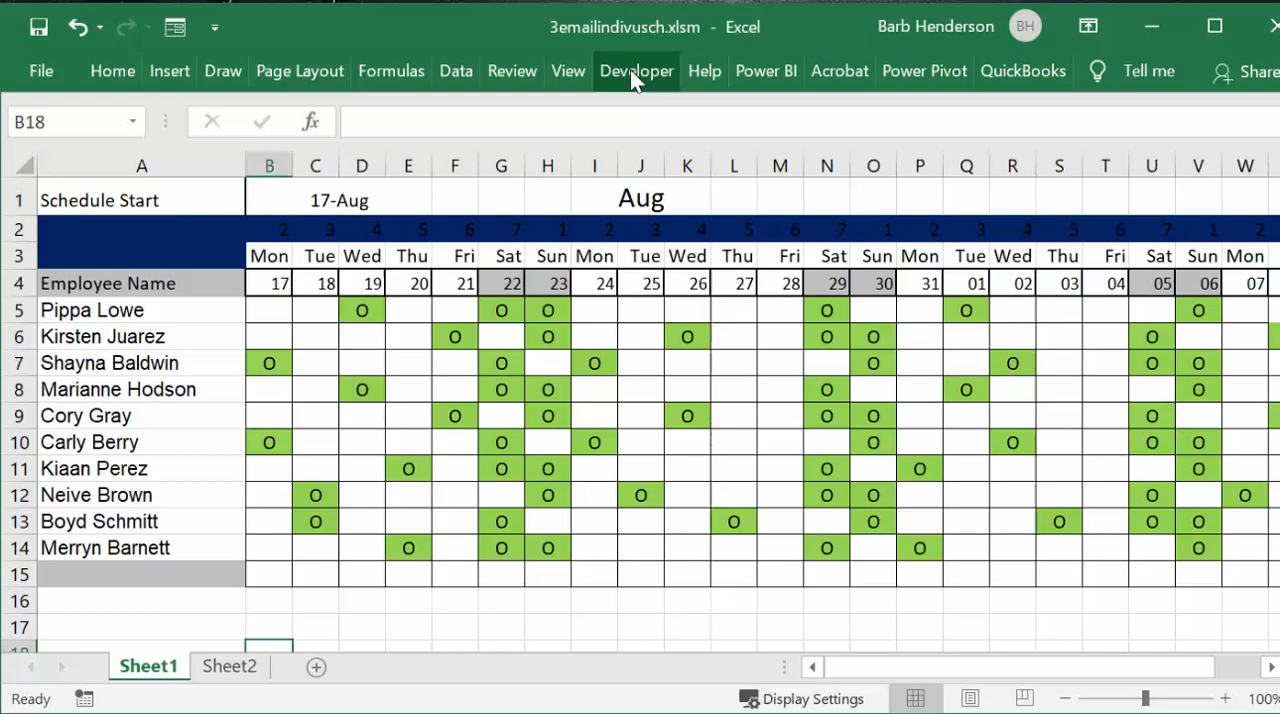 3emailindivusch.xlsm - Excel Barb Henderson BH
File Home Insert Draw Page Layout Formulas Data Review View Developer Help Power BI Acrobat Power Pivot QuickBooks Tell me Share
B18 fx
A B C D E F G H I J K L M N O P Q R S T U V W
1 Schedule Start 17-Aug Aug
2 2 3 4 5 6 7 1 2 3 4 5 6 7 1 2 3 4 5 6 7 1 2
3 Mon Tue Wed Thu Fri Sat Sun Mon Tue Wed Thu Fri Sat Sun Mon Tue Wed Thu Fri Sat Sun Mon
4 Employee Name 17 18 19 20 21 22 23 24 25 26 27 28 29 30 31 01 02 03 04 05 06 07
5 Pippa Lowe O O O O O O
6 Kirsten Juarez O O O O O O
7 Shayna Baldwin O O O O O O O
8 Marianne Hodson O O O O O O
9 Cory Gray O O O O O O
10 Carly Berry O O O O O O O
11 Kiaan Perez O O O O O O
12 Neive Brown O O O O O O O
13 Boyd Schmitt O O O O O O O
14 Merryn Barnett O O O O O O
15
16
17
18
Sheet1 Sheet2
Ready Display Settings 100%